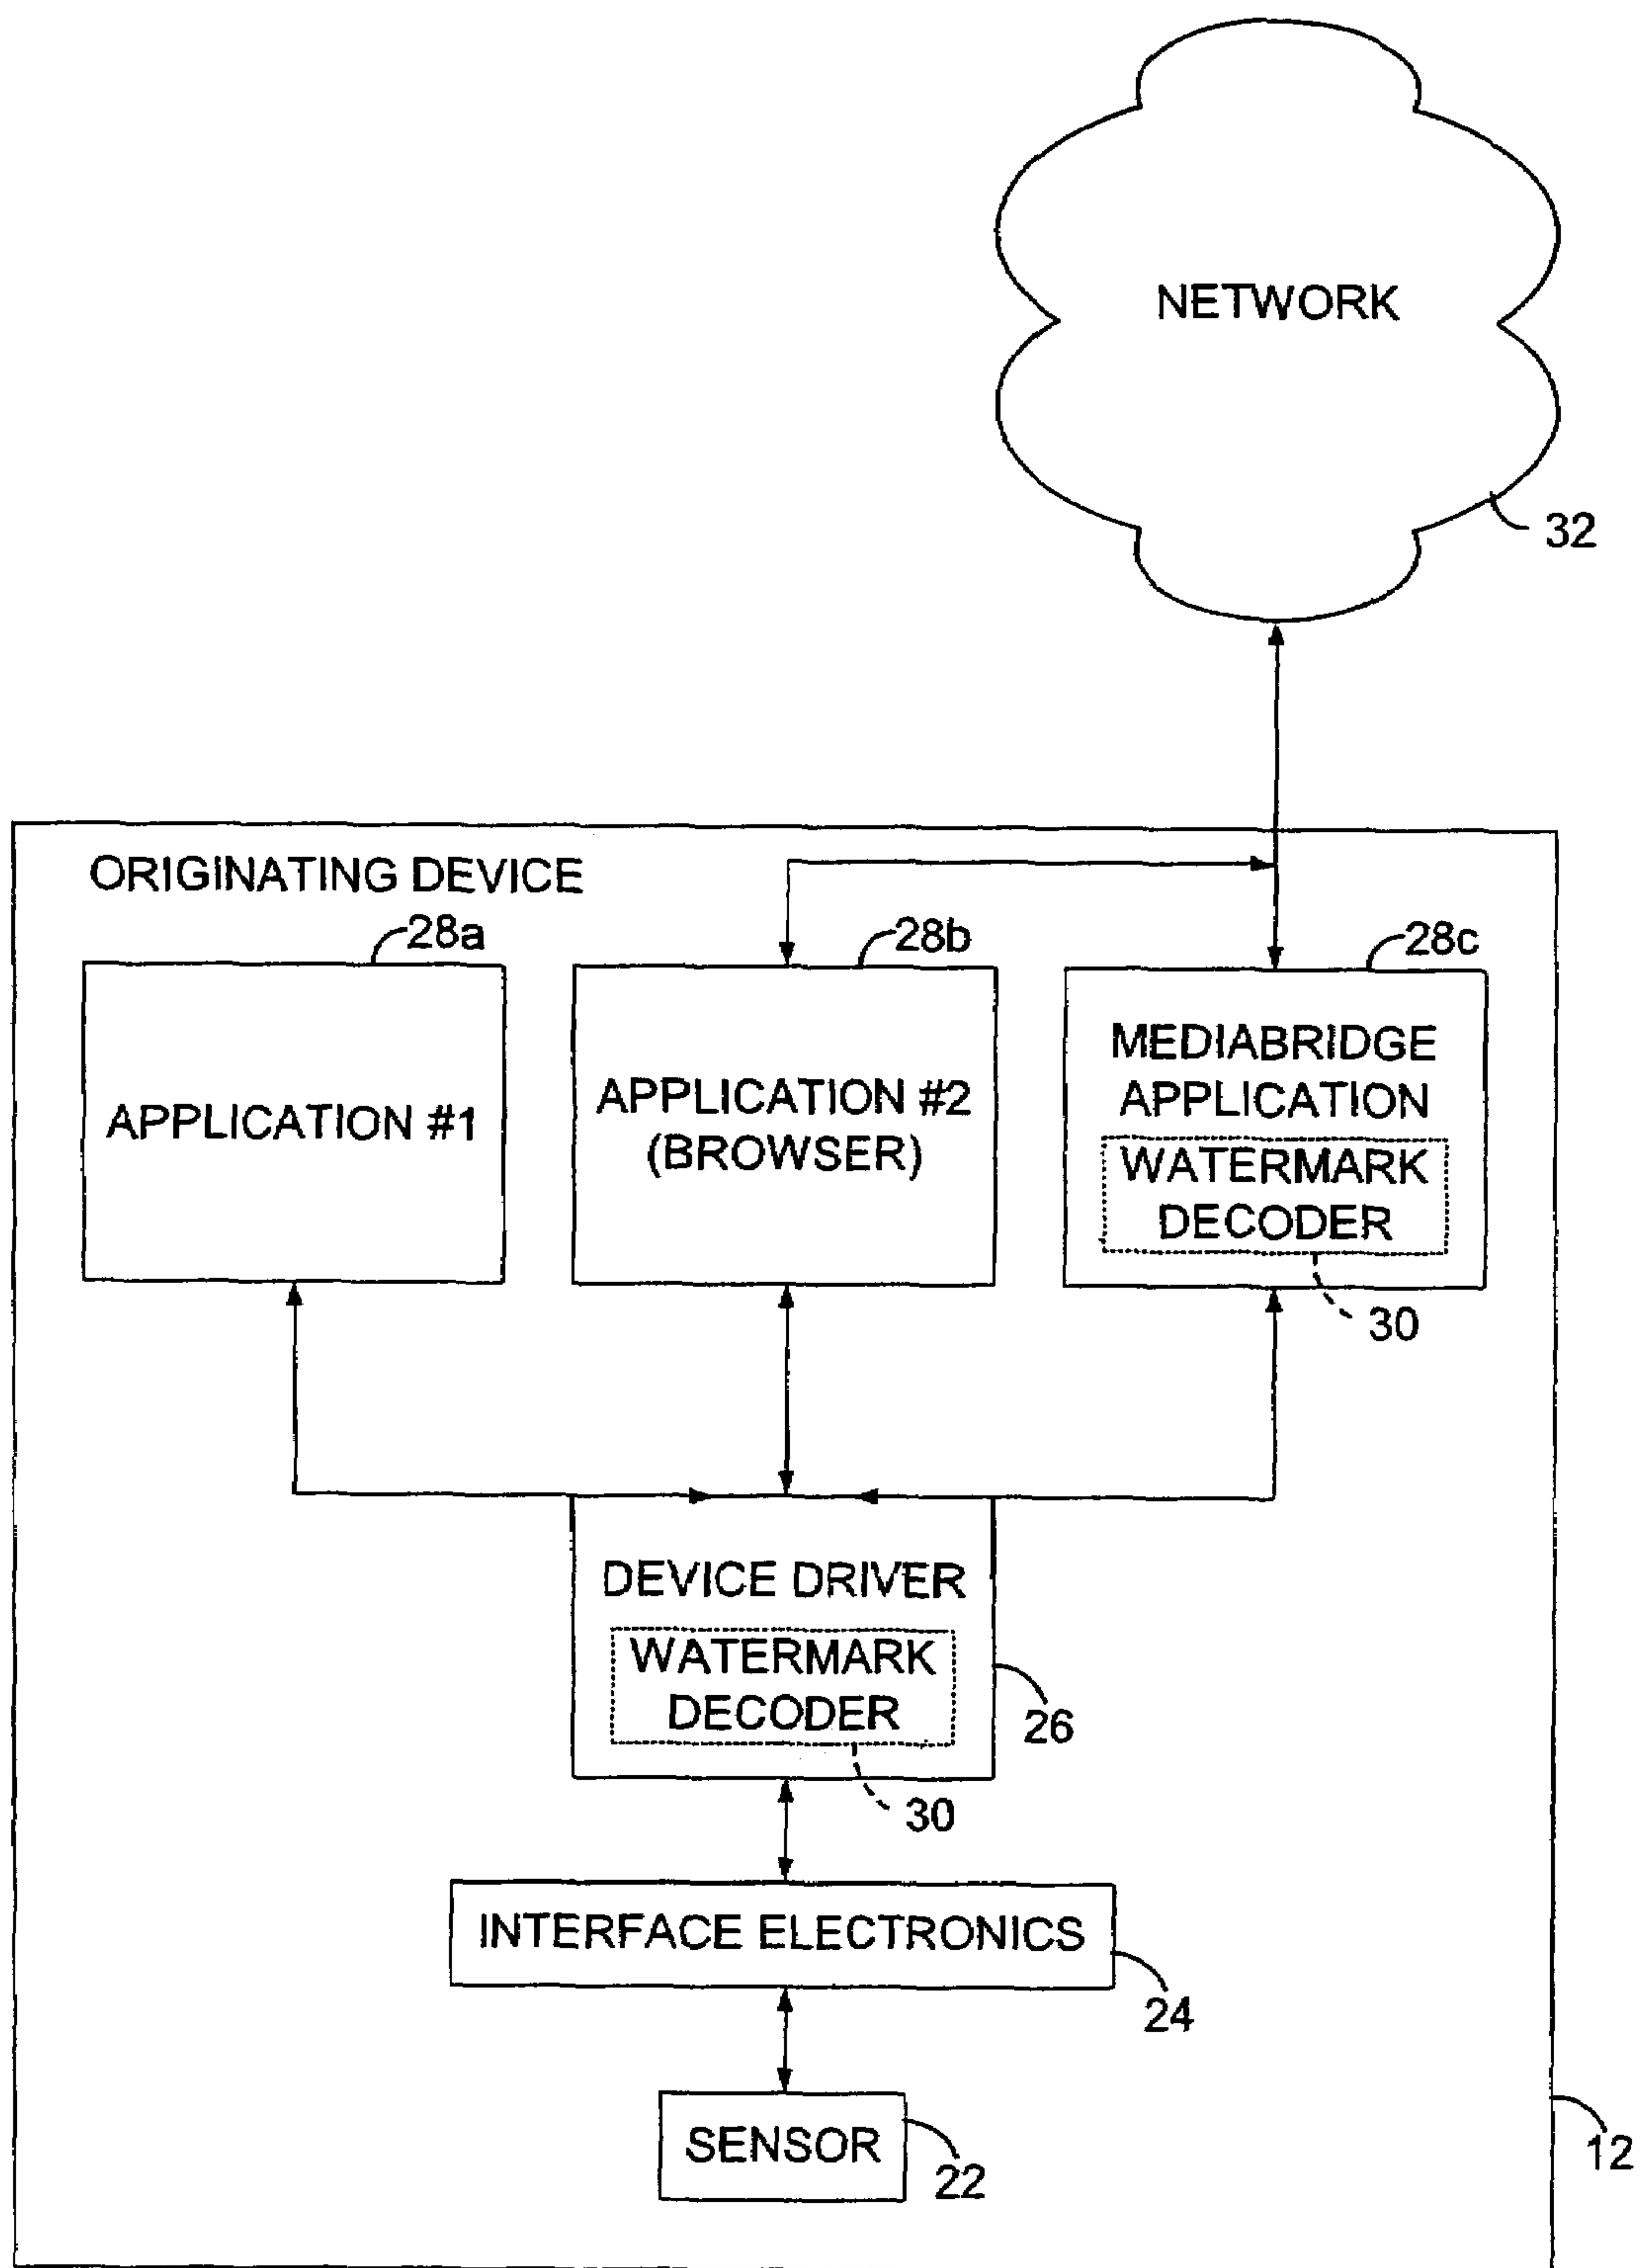 NETWORK
32
ORIGINATING DEVICE
28a
28b
28c
APPLICATION #1
APPLICATION #2
(BROWSER)
MEDIABRIDGE
APPLICATION
WATERMARK
DECODER
30
DEVICE DRIVER
WATERMARK
DECODER
26
30
INTERFACE ELECTRONICS
24
SENSOR
22
12